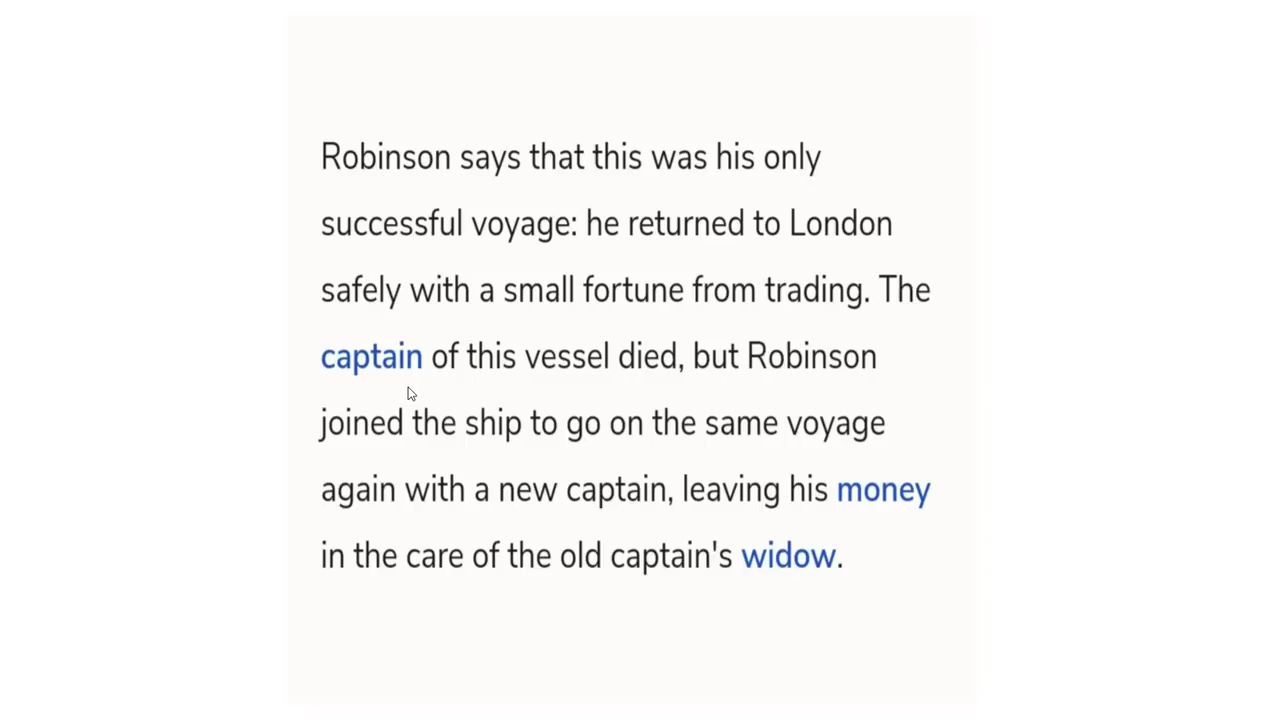 Robinson says that this was his only
successful voyage: he returned to London
safely with a small fortune from trading. The
captain of this vessel died, but Robinson
joined the ship to go on the same voyage
again with a new captain, leaving his money
in the care of the old captain's widow.